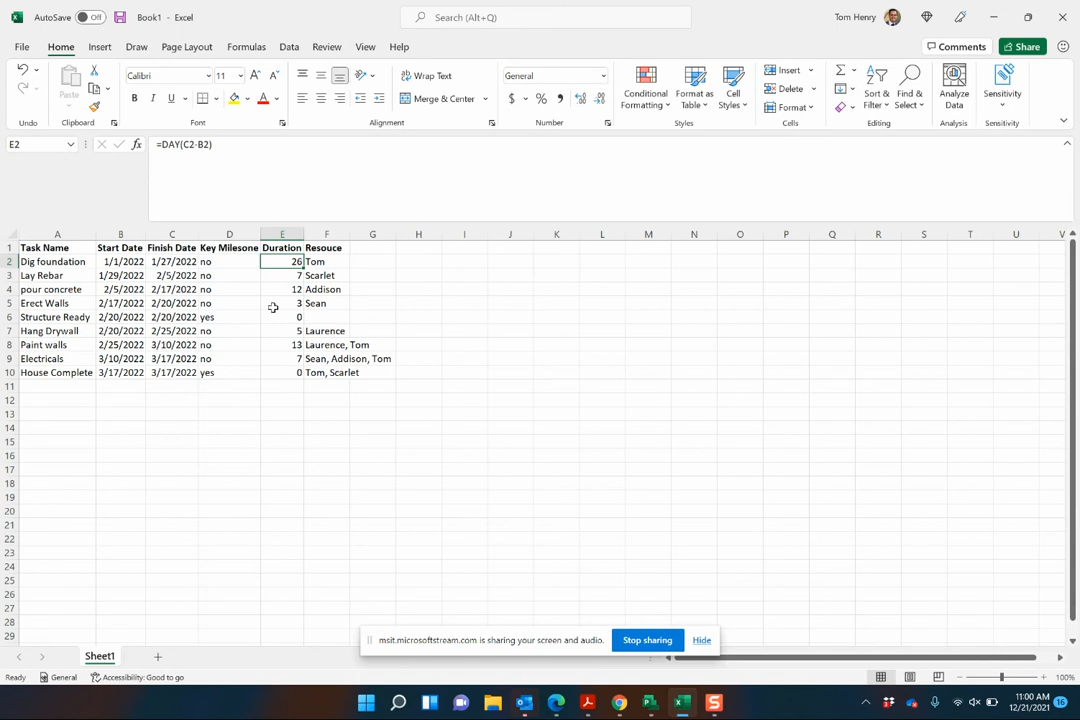 AutoSave Off Book1 - Excel Search (Alt+Q) Tom Henry
File Home Insert Draw Page Layout Formulas Data Review View Help Comments Share
Paste Calibri 11 Wrap Text General Conditional Formatting Format as Table Cell Styles Insert Sort & Filter Find & Select Analyze Data Sensitivity
B I U A Merge & Center $ % Delete
Format
Undo Clipboard Font Alignment Number Styles Cells Editing Analysis Sensitivity
E2 fx =DAY(C2-B2)
A B C D E F G H I J K L M N O P Q R S T U V
1 Task Name Start Date Finish Date Key Milesone Duration Resouce
2 Dig foundation 1/1/2022 1/27/2022 no 26 Tom
3 Lay Rebar 1/29/2022 2/5/2022 no 7 Scarlet
4 pour concrete 2/5/2022 2/17/2022 no 12 Addison
5 Erect Walls 2/17/2022 2/20/2022 no 3 Sean
6 Structure Ready 2/20/2022 2/20/2022 yes 0
7 Hang Drywall 2/20/2022 2/25/2022 no 5 Laurence
8 Paint walls 2/25/2022 3/10/2022 no 13 Laurence, Tom
9 Electricals 3/10/2022 3/17/2022 no 7 Sean, Addison, Tom
10 House Complete 3/17/2022 3/17/2022 yes 0 Tom, Scarlet
11
12
13
14
15
16
17
18
19
20
21
22
23
24
25
26
27
28
29
msit.microsoftstream.com is sharing your screen and audio. Stop sharing Hide
Sheet1
Ready General Accessibility: Good to go 100%
11:00 AM
12/21/2021 16